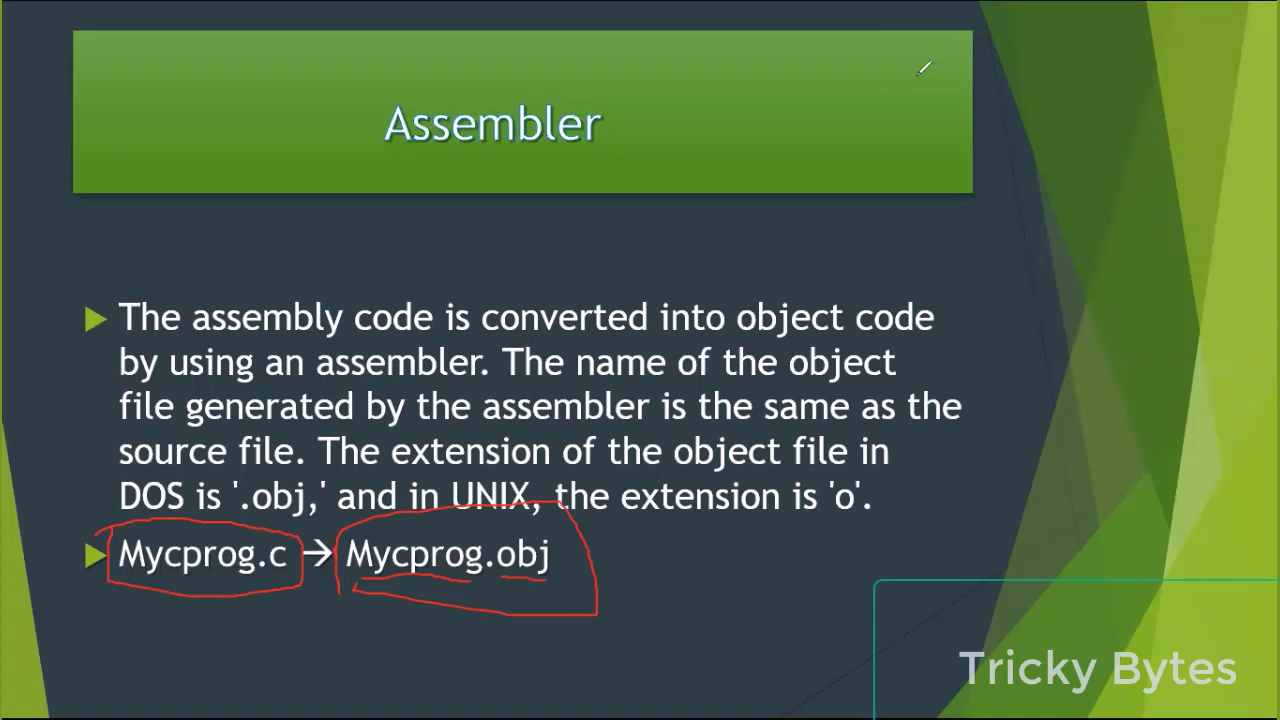 Assembler
The assembly code is converted into object code
by using an assembler. The name of the object
file generated by the assembler is the same as the
source file. The extension of the object file in
DOS is '.obj,' and in UNIX, the extension is 'o'.
Mycprog.c → Mycprog.obj
Tricky Bytes